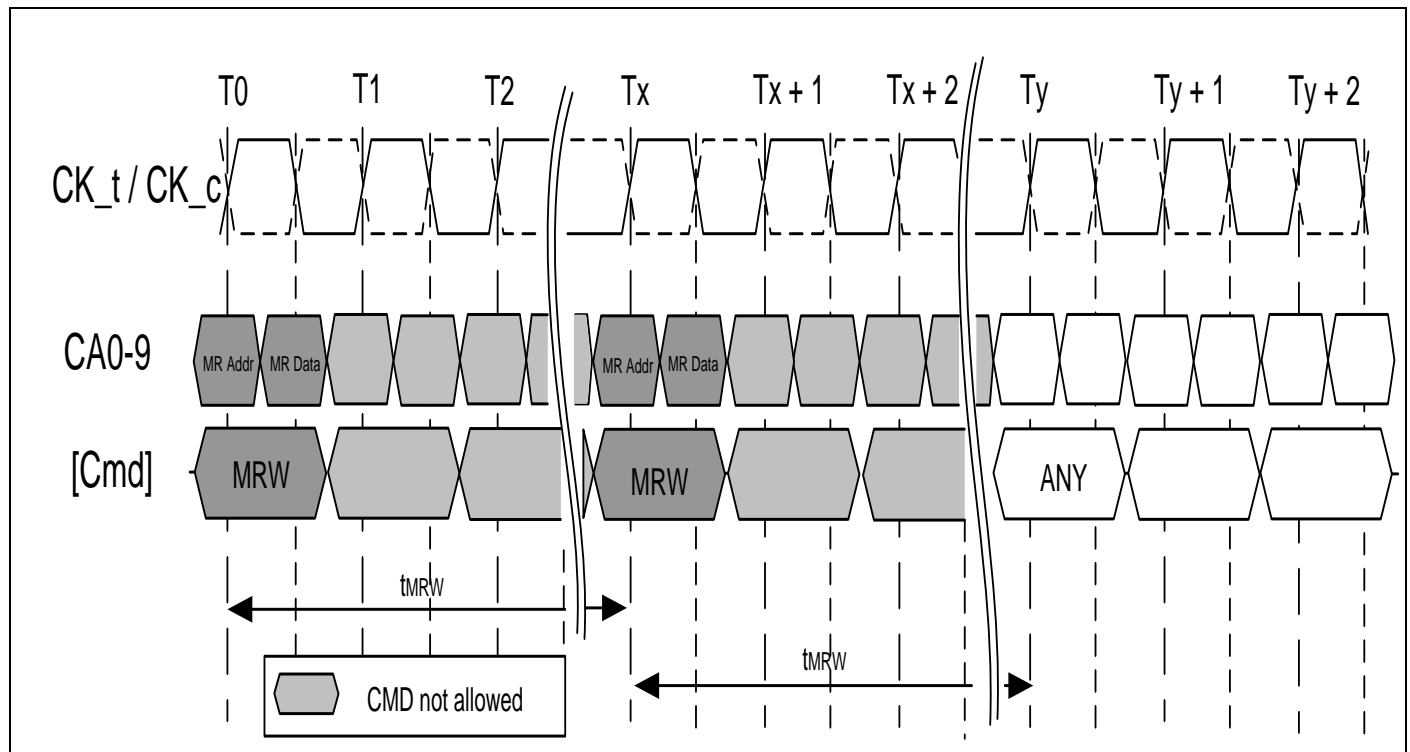 T0 T1 T2 Tx Tx + 1 Tx + 2 Ty Ty + 1 Ty + 2
CK_t / CK_c
CA0-9 MR Addr MR Data MR Addr MR Data
[Cmd] MRW MRW ANY
tMRW
tMRW
CMD not allowed